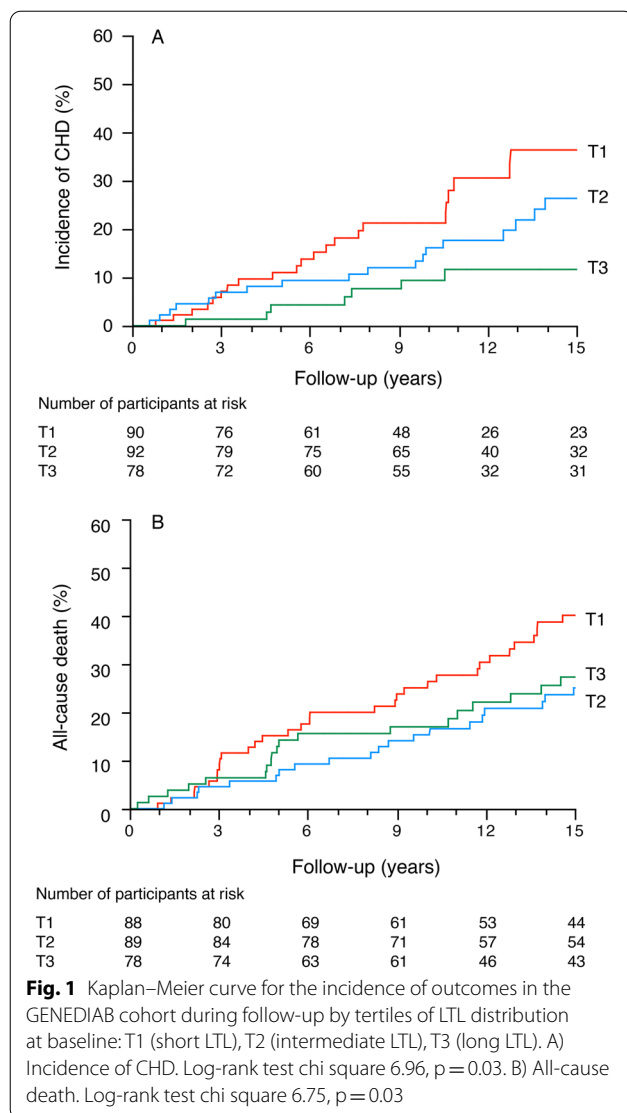 A
60
50
40
30
20
10
0
Incidence of CHD (%)
T1
T2
T3
0 3 6 9 12 15
Follow-up (years)
Number of participants at risk
T1 90 76 61 48 26 23
T2 92 79 75 65 40 32
T3 78 72 60 55 32 31
B
60
50
40
30
20
10
0
All-cause death (%)
T1
T3
T2
0 3 6 9 12 15
Follow-up (years)
Number of participants at risk
T1 88 80 69 61 53 44
T2 89 84 78 71 57 54
T3 78 74 63 61 46 43
Fig. 1 Kaplan–Meier curve for the incidence of outcomes in the
GENEDIAB cohort during follow-up by tertiles of LTL distribution
at baseline: T1 (short LTL), T2 (intermediate LTL), T3 (long LTL). A)
Incidence of CHD. Log-rank test chi square 6.96, p = 0.03. B) All-cause
death. Log-rank test chi square 6.75, p = 0.03